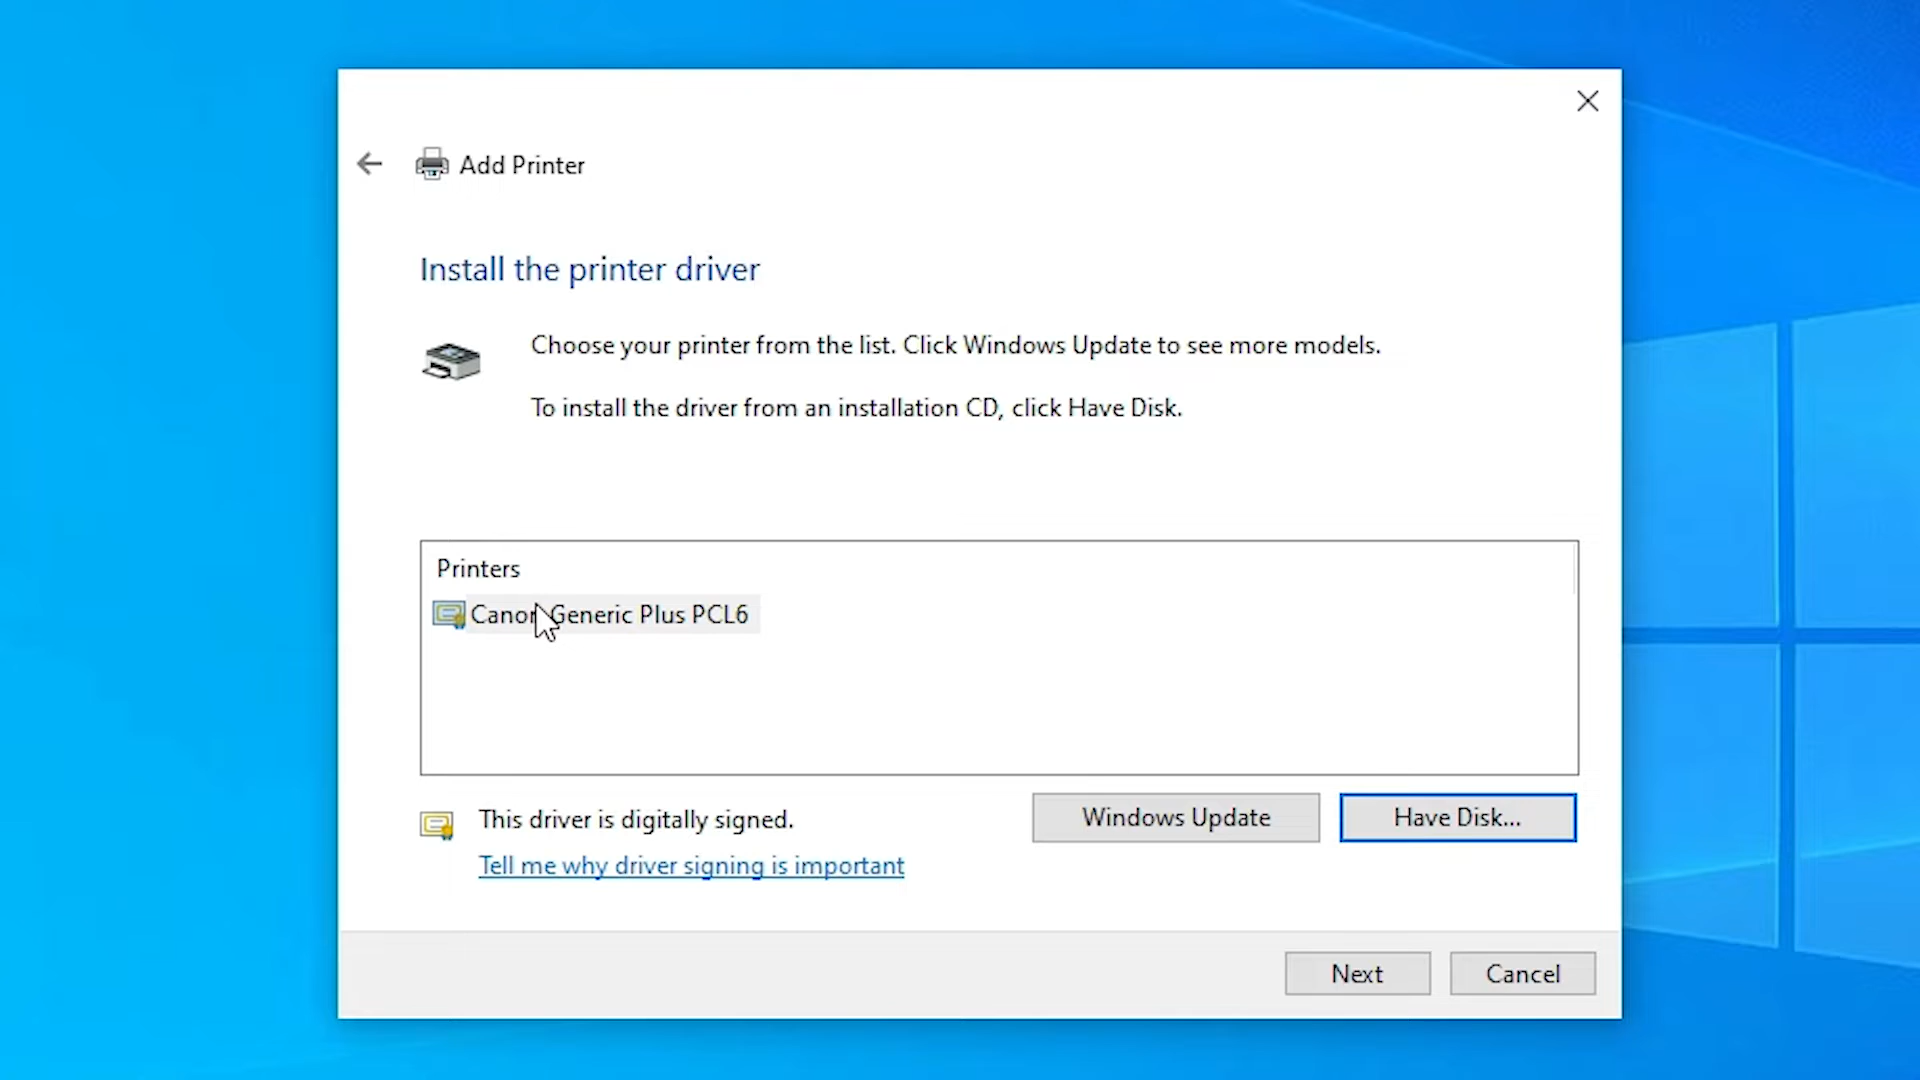 Add Printer
Install the printer driver
Choose your printer from the list. Click Windows Update to see more models.
To install the driver from an installation CD, click Have Disk.
Printers
Canon Generic Plus PCL6
This driver is digitally signed.
Windows Update
Have Disk...
Tell me why driver signing is important
Next
Cancel